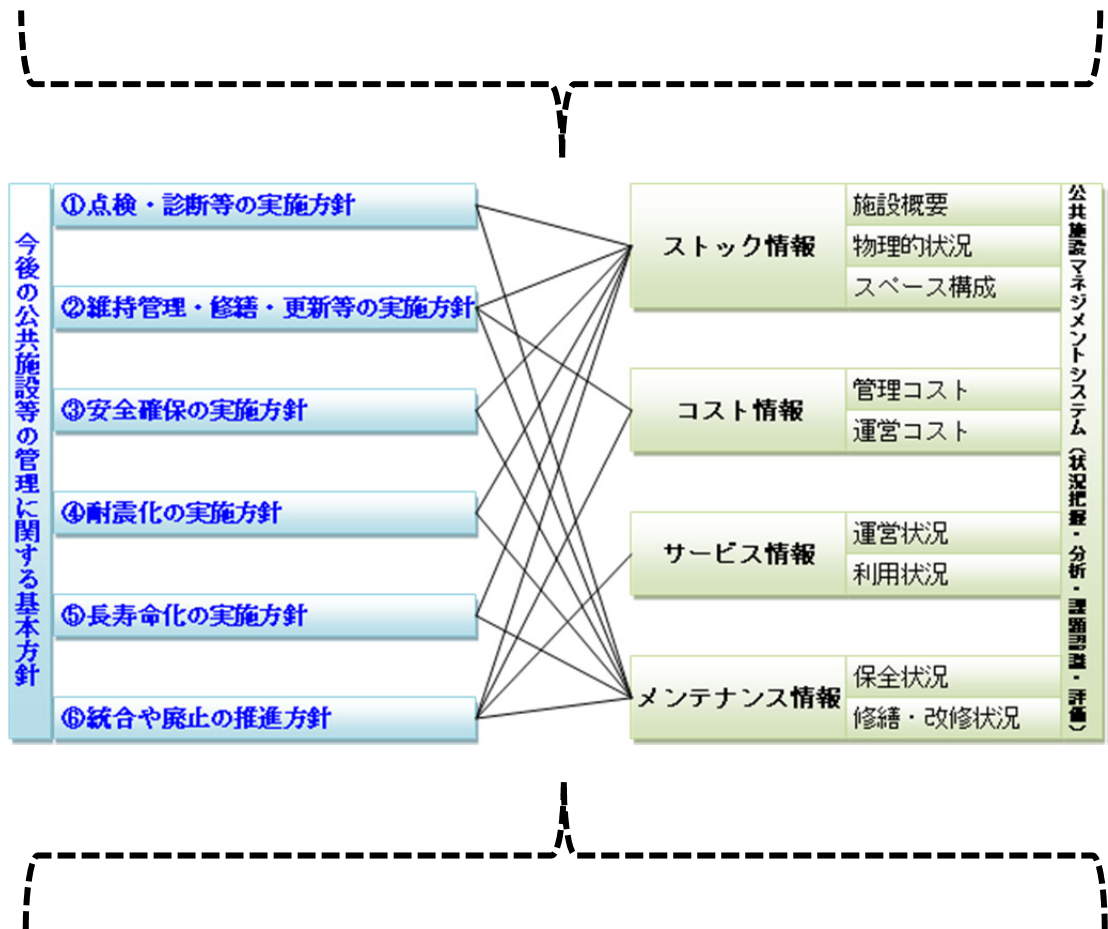 今後の公共施設等の管理に関する基本方針
①点検・診断等の実施方針
②維持管理・修繕・更新等の実施方針
③安全確保の実施方針
④耐震化の実施方針
⑤長寿命化の実施方針
⑥統合や廃止の推進方針
ストック情報
施設概要
物理的状況
スペース構成
コスト情報
管理コスト
運営コスト
サービス情報
運営状況
利用状況
メンテナンス情報
保全状況
修繕・改修状況
公共施設マネジメントシステム(状況把握・分析・課題認識・評価)